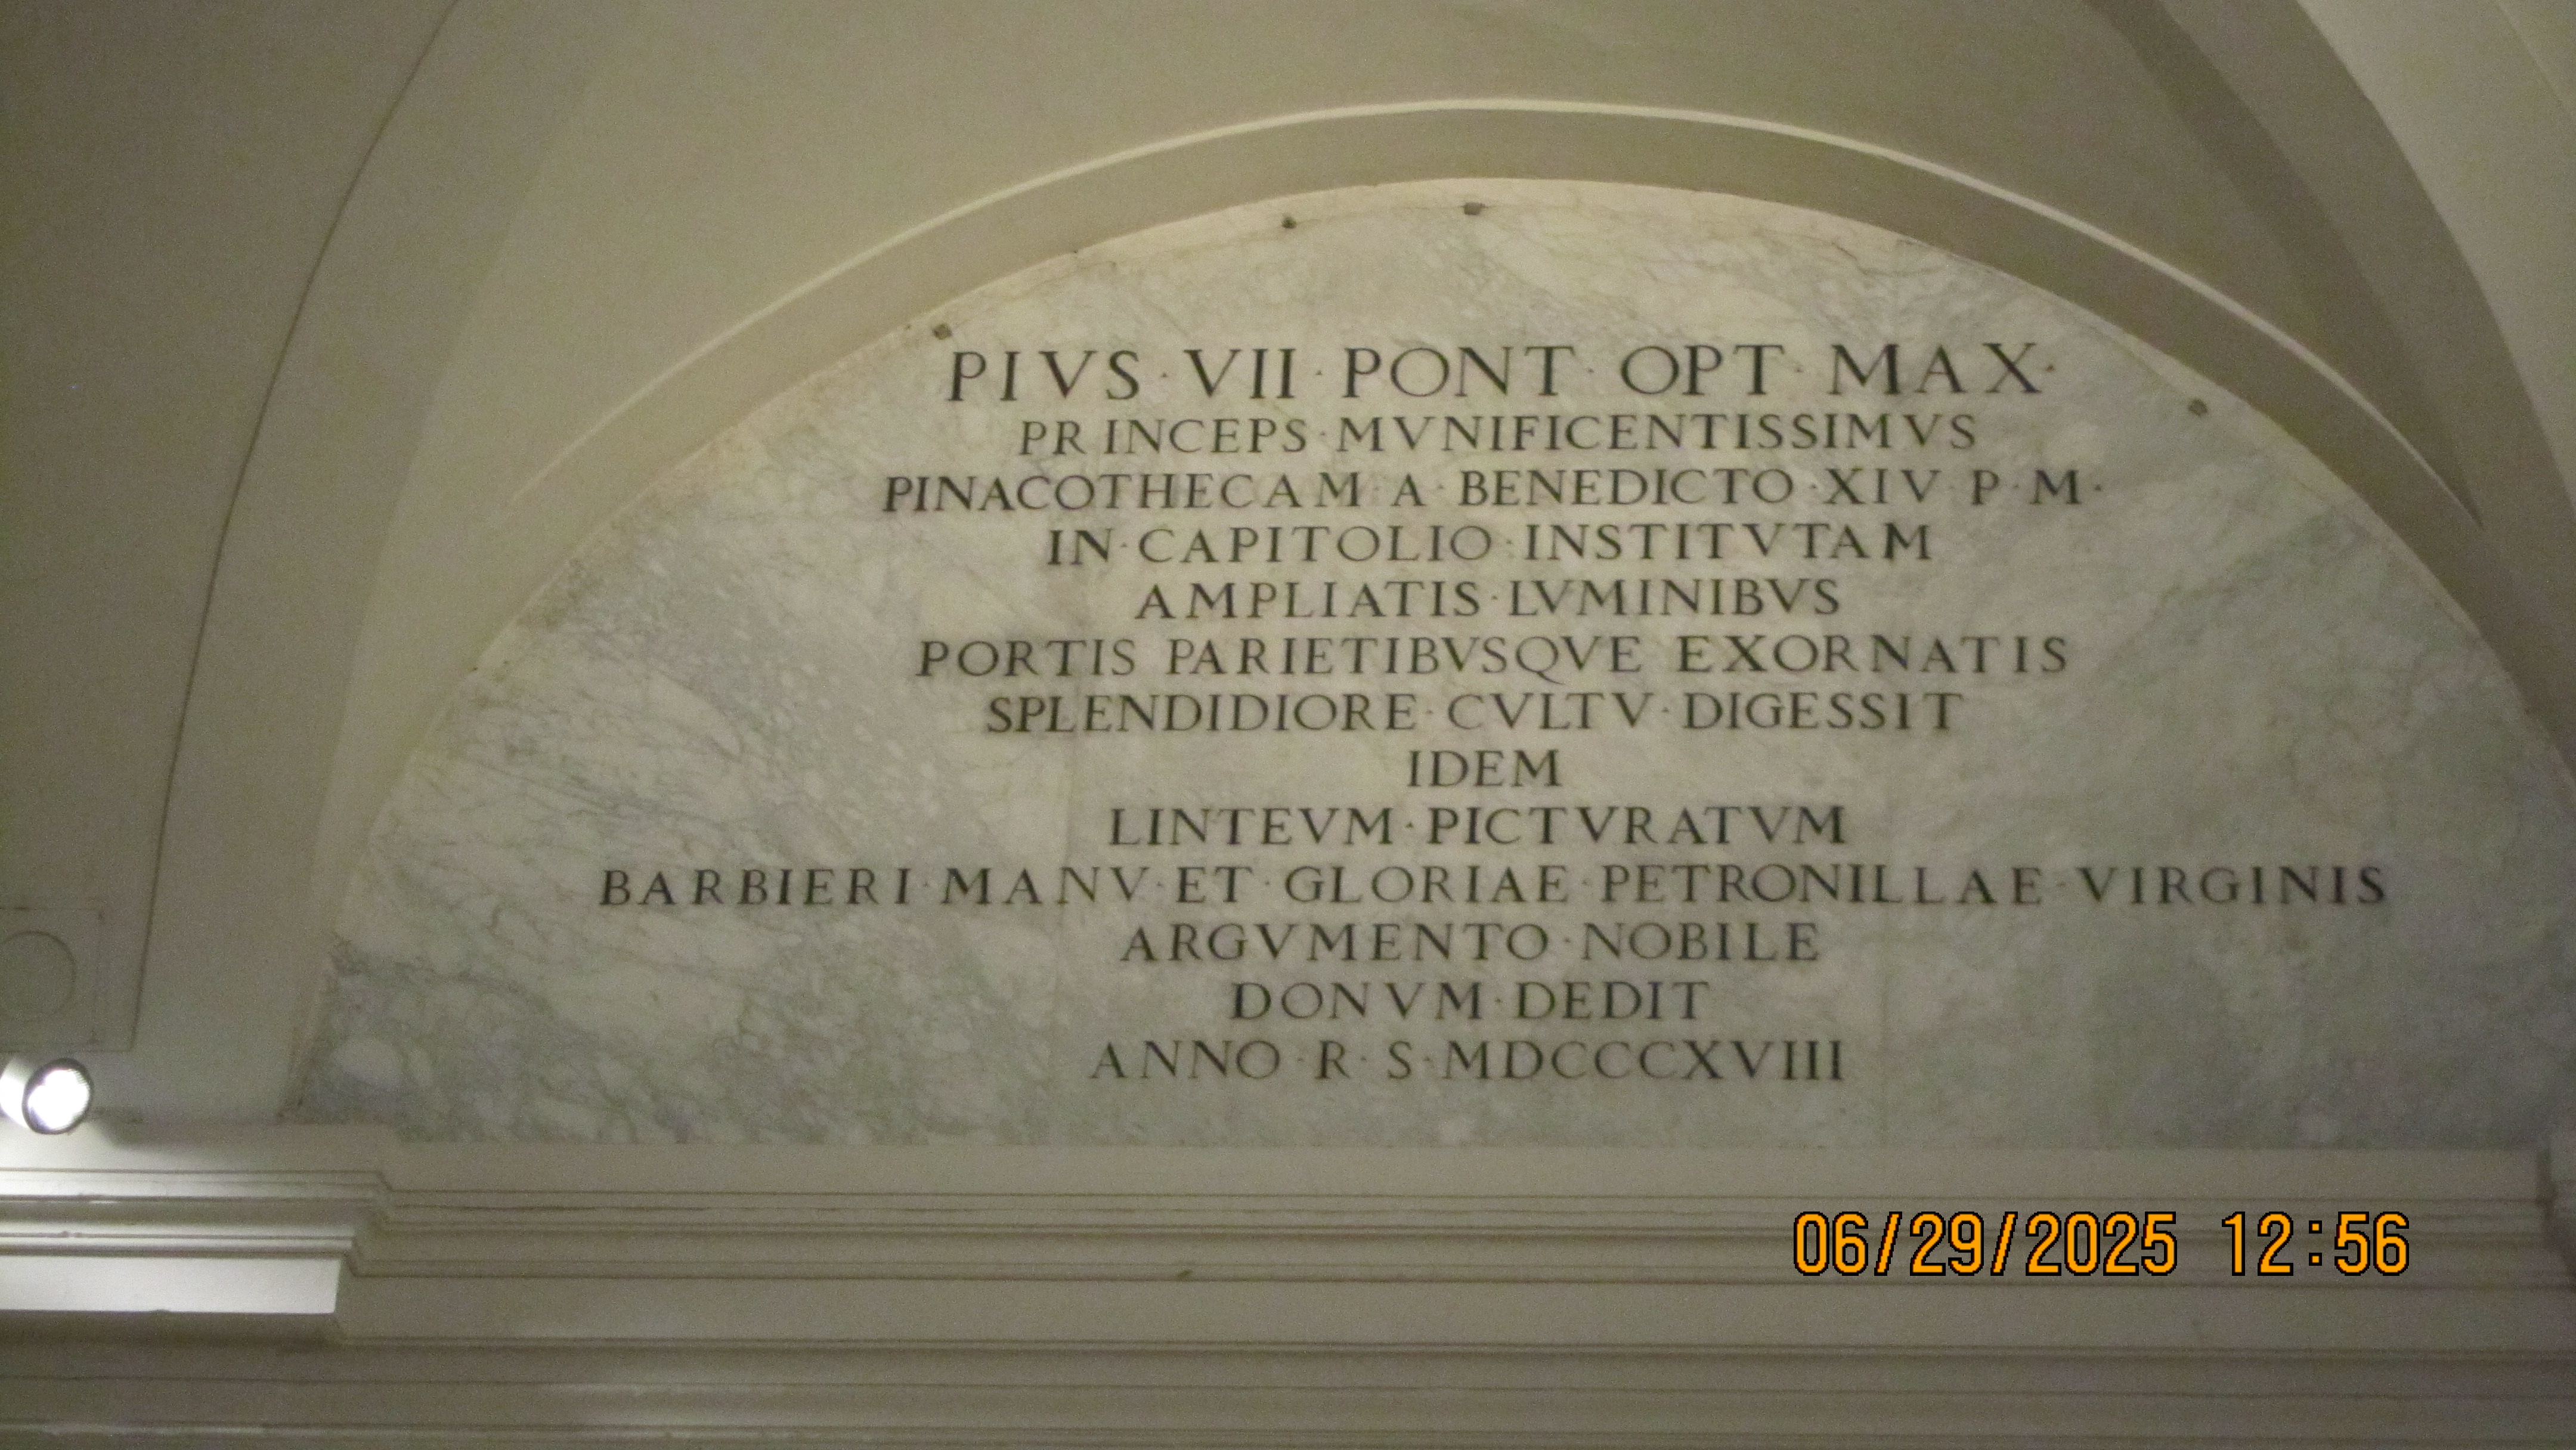 PIVS · VII · PONT · OPT · MAX ·
PRINCEPS · MVNIFICENTISSIMVS
PINACOTHECAM · A · BENEDICTO · XIV · P · M ·
IN · CAPITOLIO · INSTITVTAM
AMPLIATIS · LVMINIBVS
PORTIS PARIETIBVSQVE EXORNATIS
SPLENDIDIORE · CVLTV · DIGESSIT
IDEM
LINTEVM · PICTVRATVM
BARBIERI · MANV · ET · GLORIAE · PETRONILLAE · VIRGINIS
ARGVMENTO · NOBILE
DONVM · DEDIT
ANNO · R · S · MDCCCXVIII
06/29/2025 12:56